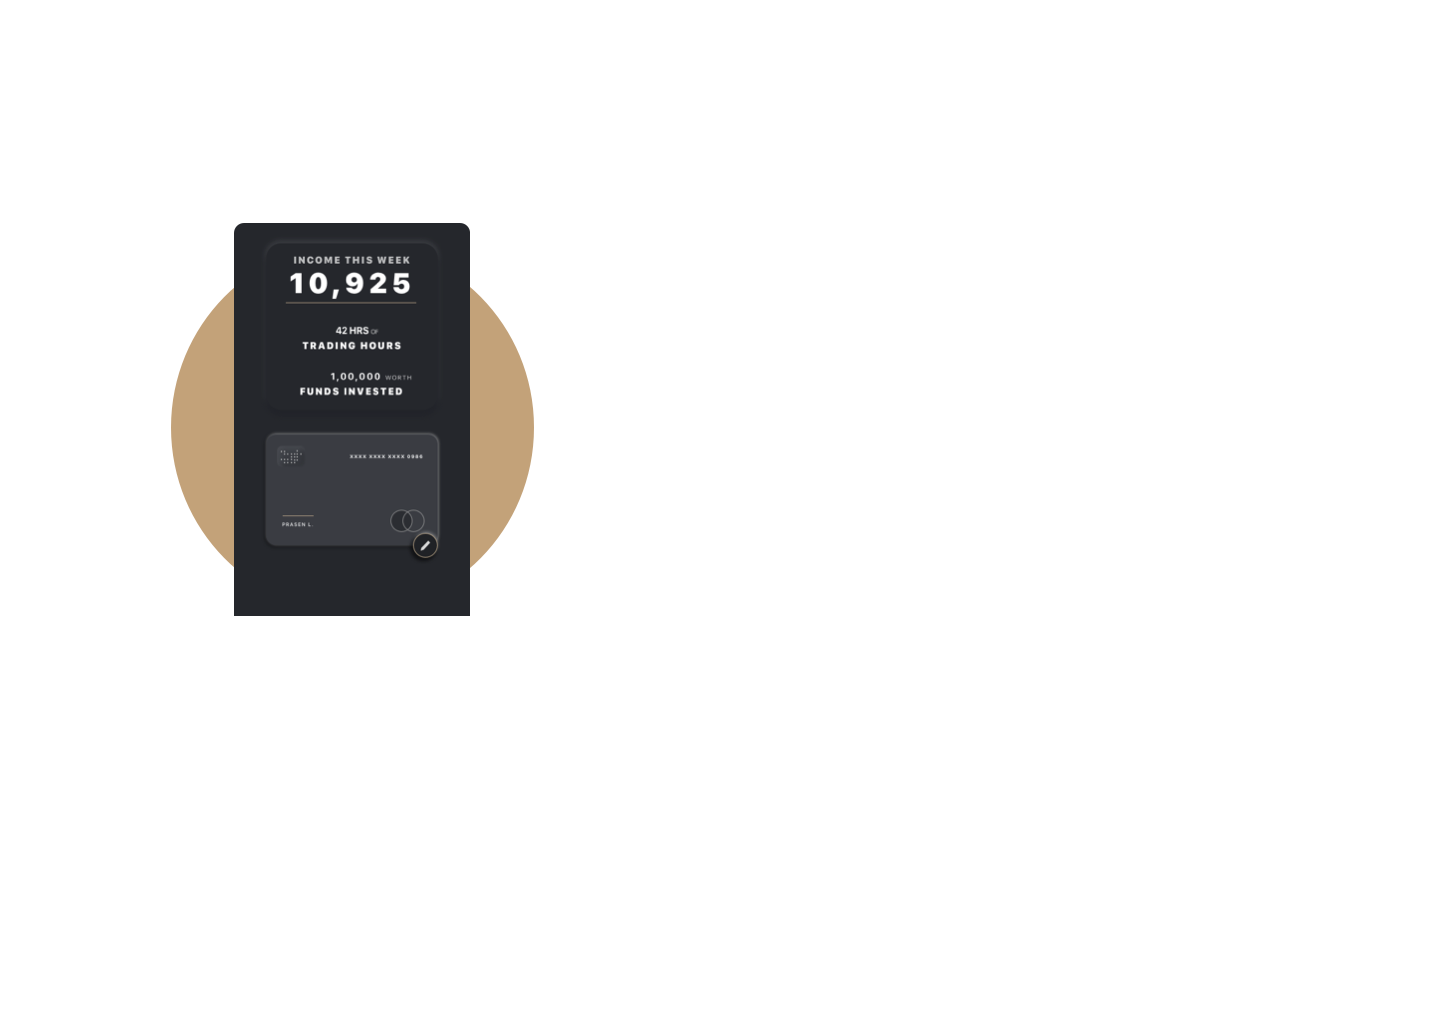 INCOME THIS WEEK
10,925
42 HRS OF
TRADING HOURS
1,00,000 WORTH
FUNDS INVESTED
XXXX XXXX XXXX 0986
PRASEN L.